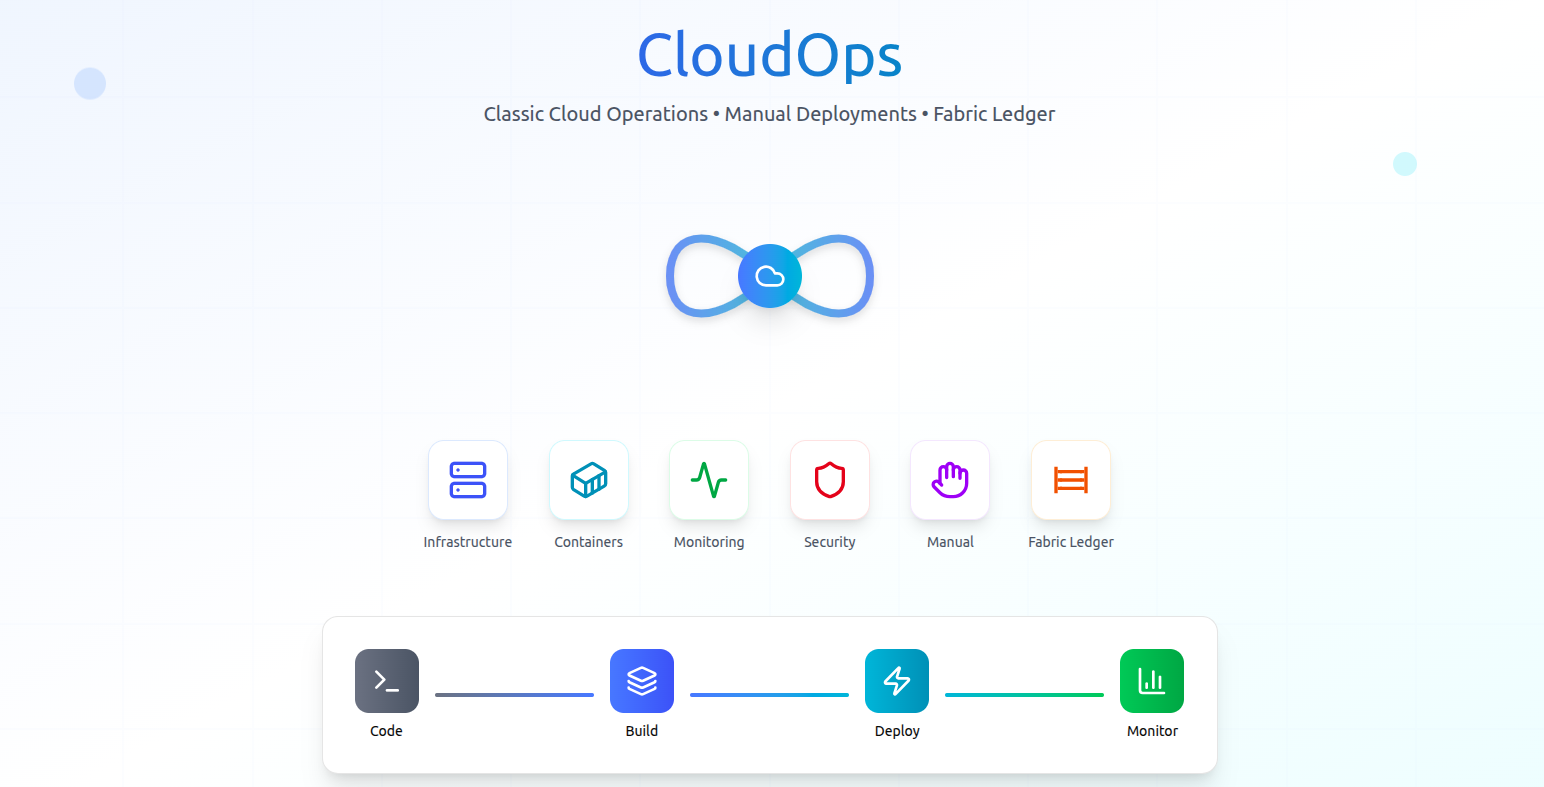 CloudOps
Classic Cloud Operations • Manual Deployments • Fabric Ledger
Infrastructure
Containers
Monitoring
Security
Manual
Fabric Ledger
Code
Build
Deploy
Monitor